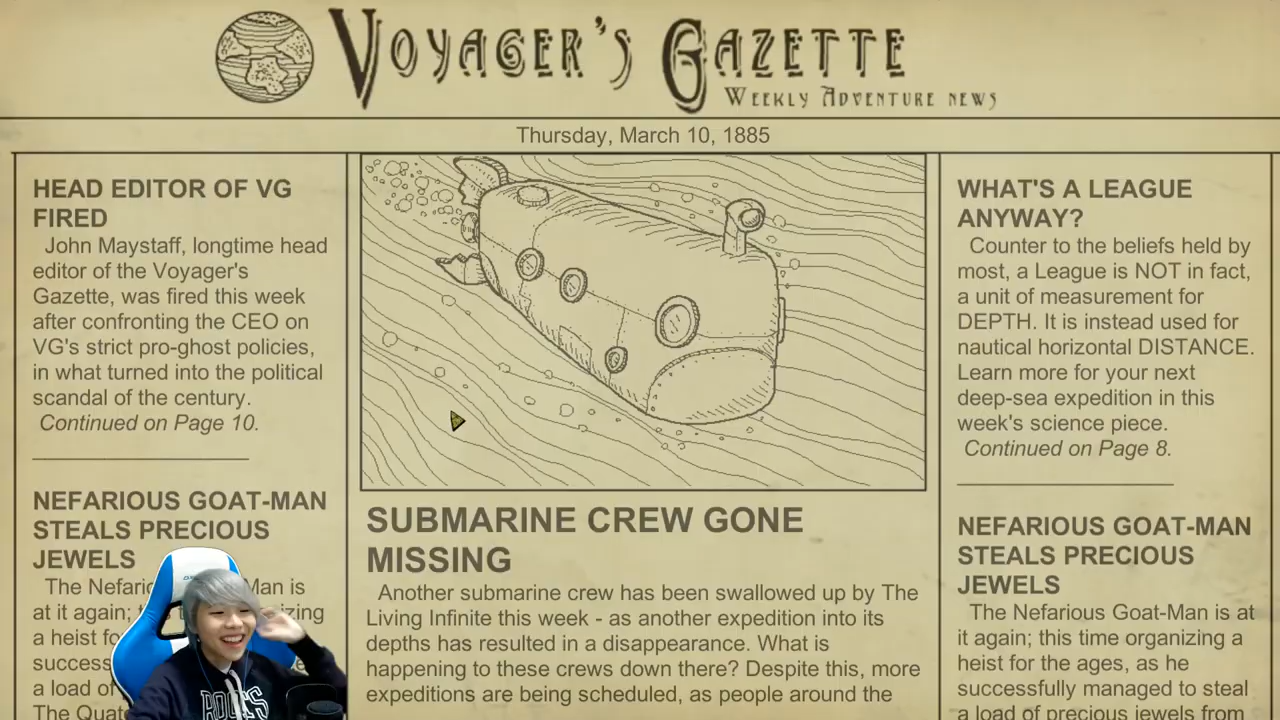 VOYAGER'S GAZETTE
WEEKLY ADVENTURE NEWS
Thursday, March 10, 1885
HEAD EDITOR OF VG
FIRED
John Maystaff, longtime head
editor of the Voyager's
Gazette, was fired this week
after confronting the CEO on
VG's strict pro-ghost policies,
in what turned into the political
scandal of the century.
Continued on Page 10.
NEFARIOUS GOAT-MAN
STEALS PRECIOUS
JEWELS
The Man is
at it again;
a heist
a load of
The
SUBMARINE CREW GONE
MISSING
Another submarine crew has been swallowed up by The
Living Infinite this week - as another expedition into its
depths has resulted in a disappearance. What is
happening to these crews down there? Despite this, more
expeditions are being scheduled, as people around the
WHAT'S A LEAGUE
ANYWAY?
Counter to the beliefs held by
most, a League is NOT in fact,
a unit of measurement for
DEPTH. It is instead used for
nautical horizontal DISTANCE.
Learn more for your next
deep-sea expedition in this
week's science piece.
Continued on Page 8.
NEFARIOUS GOAT-MAN
STEALS PRECIOUS
JEWELS
The Nefarious Goat-Man is at
it again; this time organizing a
heist for the ages, as he
successfully managed to steal
a load of precious jewels from